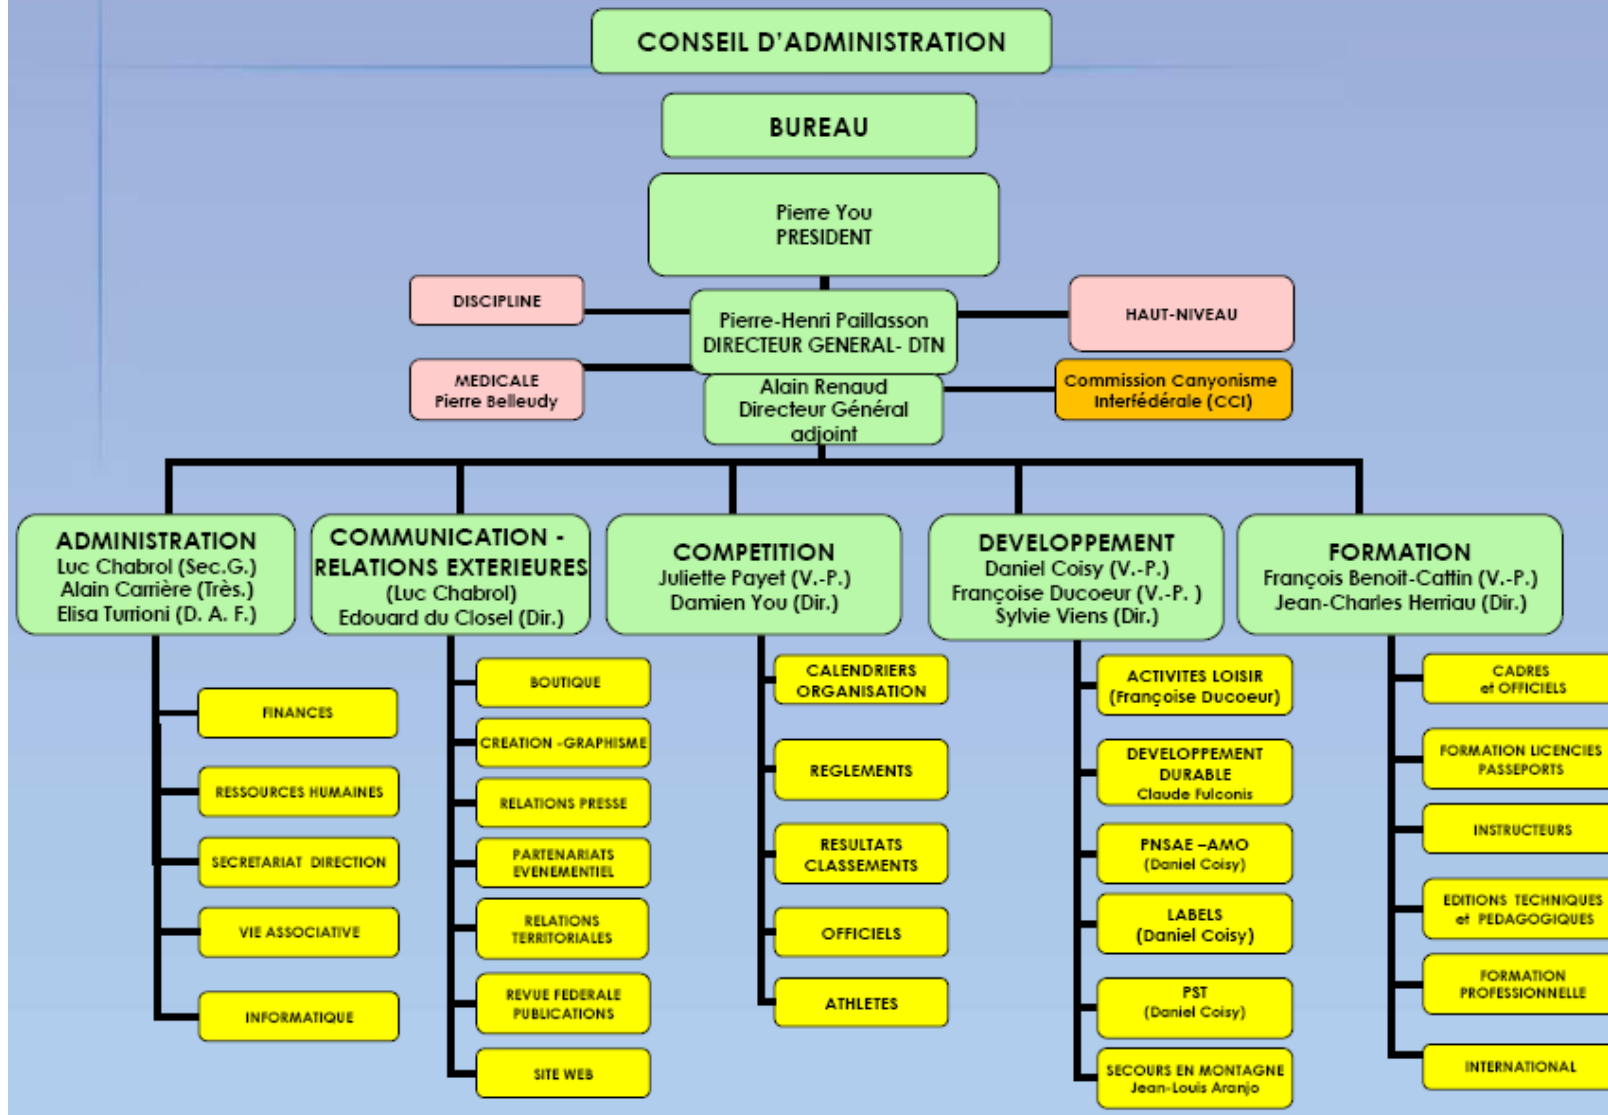 CONSEIL D'ADMINISTRATION
BUREAU
Pierre You
PRESIDENT
DISCIPLINE
Pierre-Henri Paillasson
DIRECTEUR GENERAL- DTN
HAUT-NIVEAU
MEDICALE
Pierre Belleudy
Alain Renaud
Directeur Général
adjoint
Commission Canyonisme
Interfédérale (CCI)
ADMINISTRATION
Luc Chabrol (Sec.G.)
Alain Carrière (Très.)
Elisa Turrioni (D. A. F.)
FINANCES
RESSOURCES HUMAINES
SECRETARIAT DIRECTION
VIE ASSOCIATIVE
INFORMATIQUE
COMMUNICATION -
RELATIONS EXTERIEURES
(Luc Chabrol)
Edouard du Closel (Dir.)
BOUTIQUE
CREATION -GRAPHISME
RELATIONS PRESSE
PARTENARIATS
EVENEMENTIEL
RELATIONS
TERRITORIALES
REVUE FEDERALE
PUBLICATIONS
SITE WEB
COMPETITION
Juliette Payet (V.-P.)
Damien You (Dir.)
CALENDRIERS
ORGANISATION
REGLEMENTS
RESULTATS
CLASSEMENTS
OFFICIELS
ATHLETES
DEVELOPPEMENT
Daniel Coisy (V.-P.)
Françoise Ducoeur (V.-P. )
Sylvie Viens (Dir.)
ACTIVITES LOISIR
(Françoise Ducoeur)
DEVELOPPEMENT
DURABLE
Claude Fulconis
PNSAE –AMO
(Daniel Coisy)
LABELS
(Daniel Coisy)
PST
(Daniel Coisy)
SECOURS EN MONTAGNE
Jean-Louis Aranjo
FORMATION
François Benoit-Cattin (V.-P.)
Jean-Charles Herriau (Dir.)
CADRES
et OFFICIELS
FORMATION LICENCIES
PASSEPORTS
INSTRUCTEURS
EDITIONS TECHNIQUES
et PEDAGOGIQUES
FORMATION
PROFESSIONNELLE
INTERNATIONAL